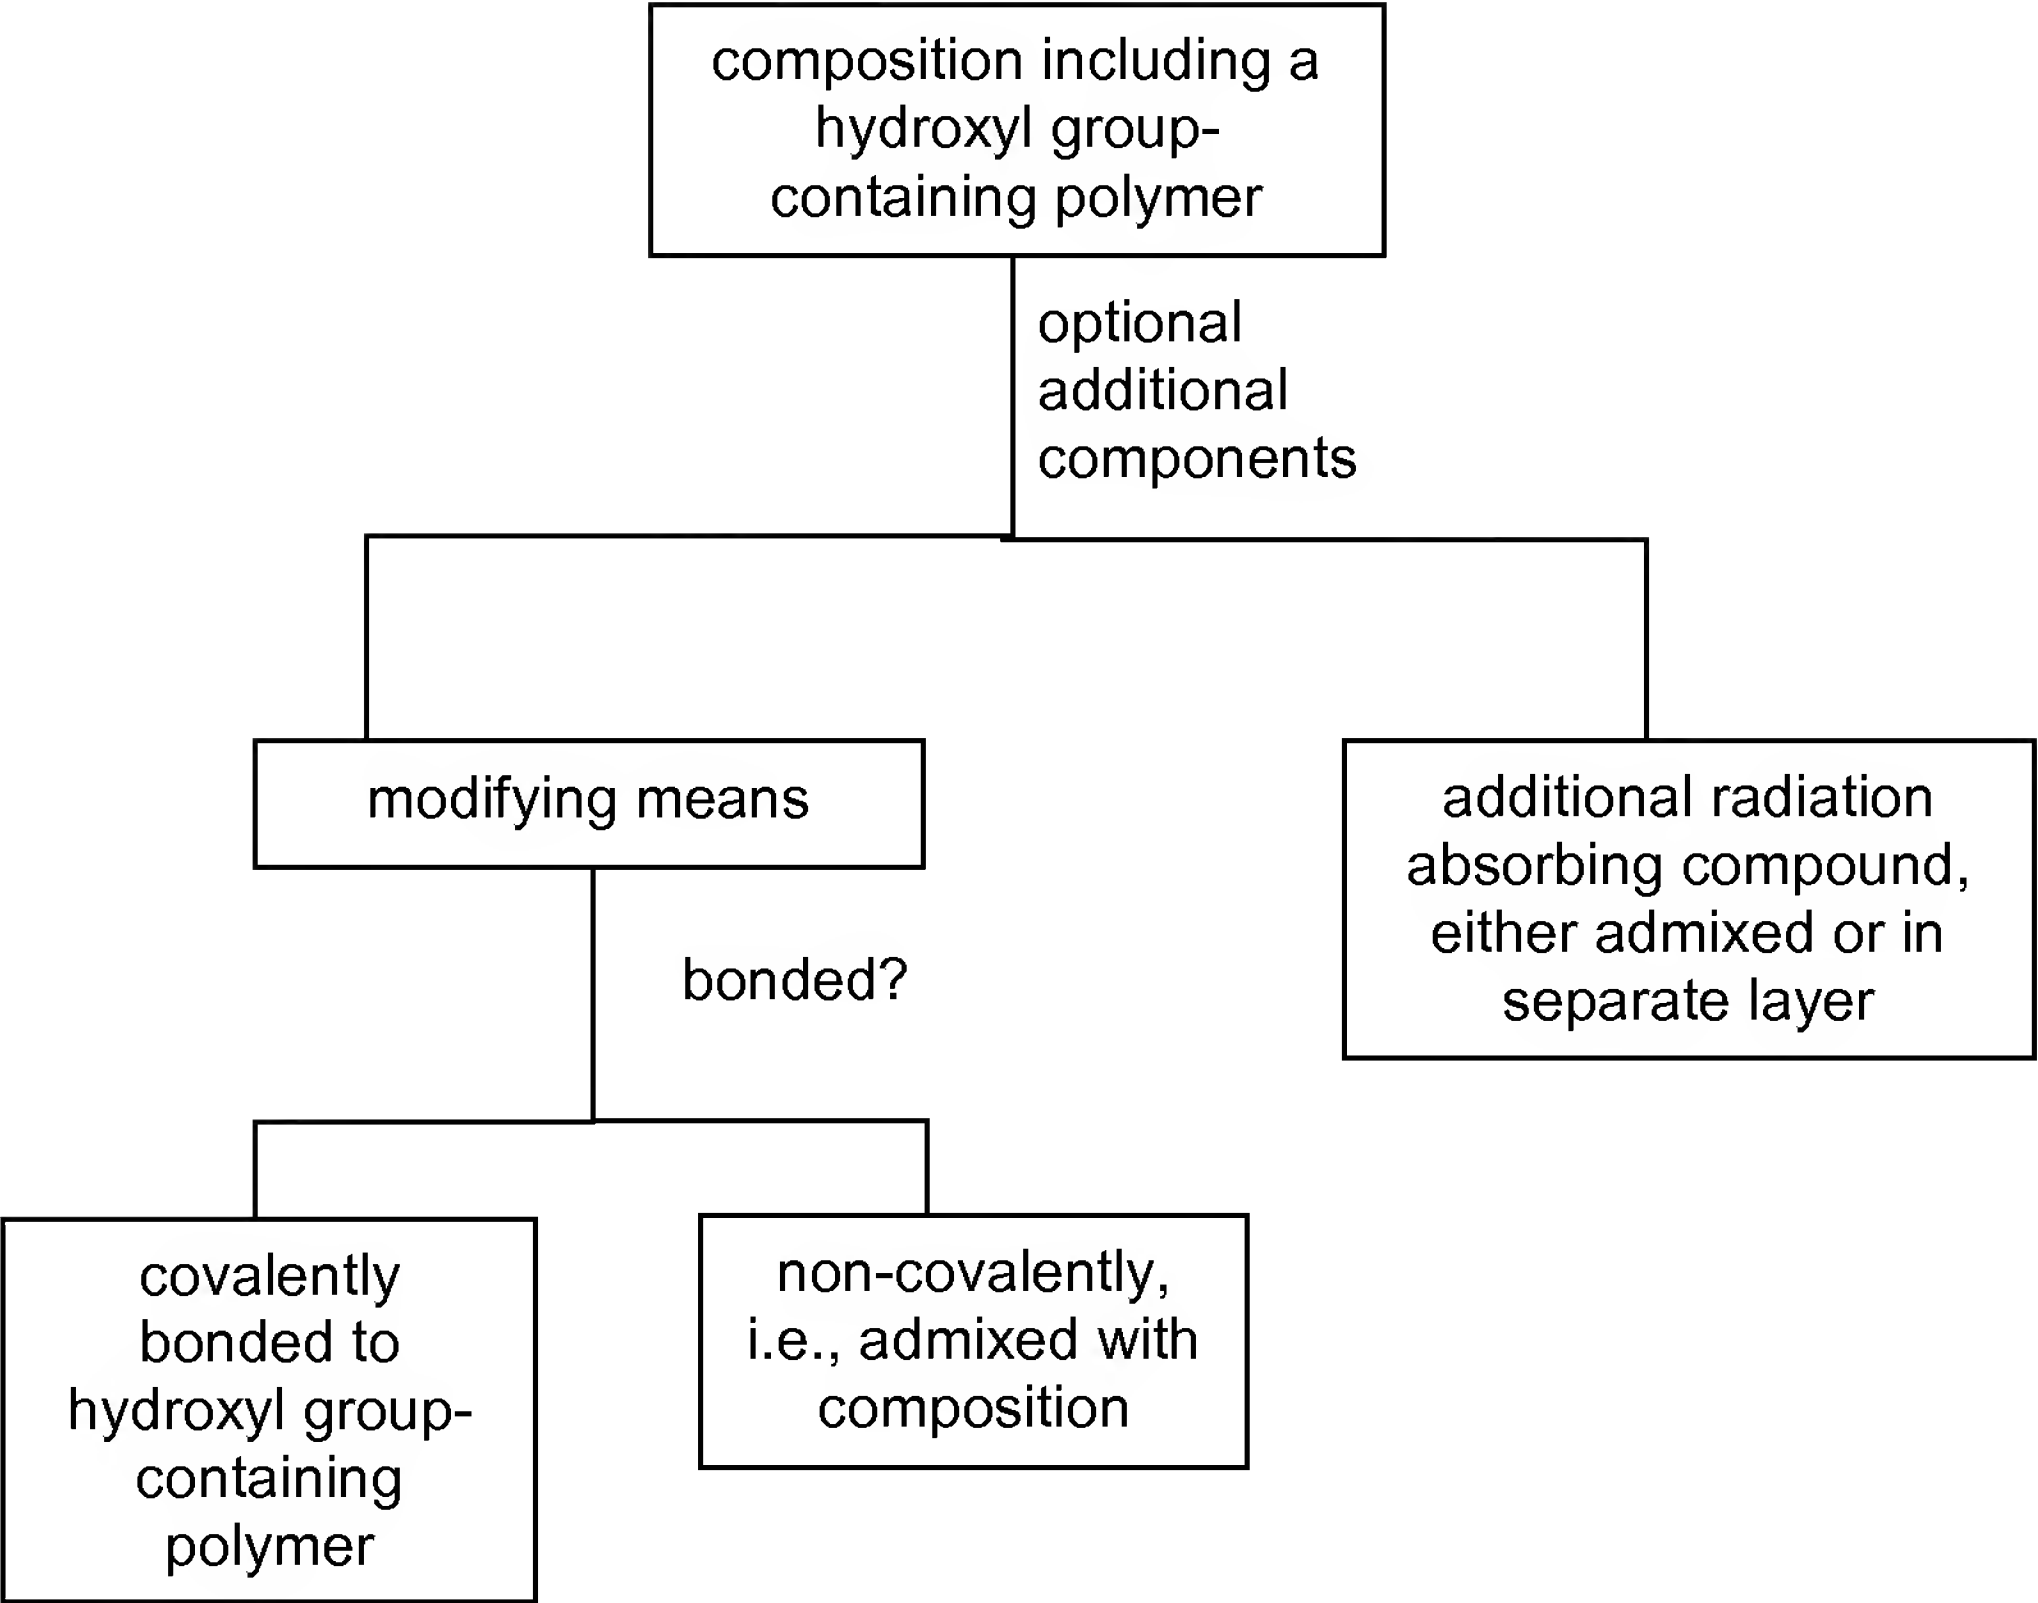 composition including a
hydroxyl group-
containing polymer
optional
additional
components
modifying means
additional radiation
absorbing compound,
either admixed or in
separate layer
bonded?
covalently
bonded to
hydroxyl group-
containing
polymer
non-covalently,
i.e., admixed with
composition